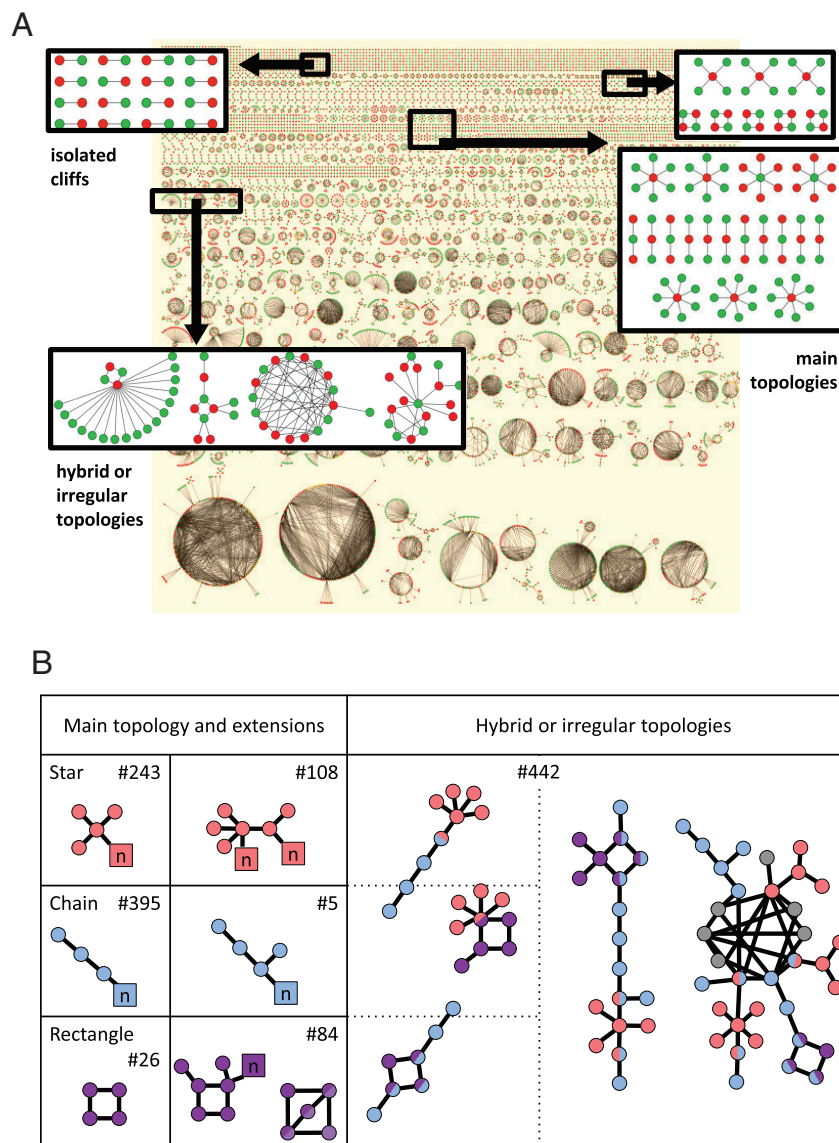 A
isolated
cliffs
main
topologies
hybrid or
irregular
topologies
B
Main topology and extensions
Hybrid or irregular topologies
Star #243
#108
#442
n
n
n
Chain #395
#5
n
n
Rectangle
#26
#84
n